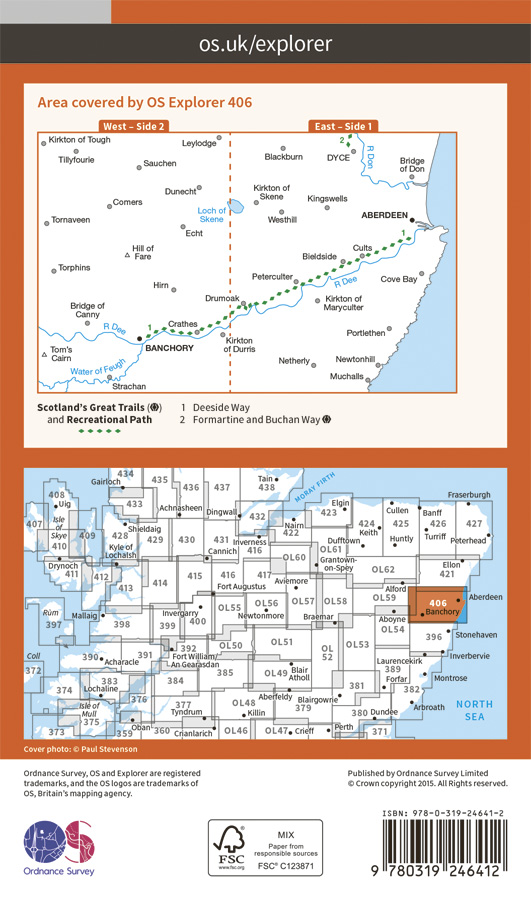 os.uk/explorer
Area covered by OS Explorer 406
West – Side 2
East – Side 1
Kirkton of Tough
Leylodge
Tillyfourie
Sauchen
Blackburn
2
DYCE
R Don
Bridge
of Don
Dunecht
Kirkton of
Skene
Kingswells
Comers
Loch of
Skene
Westhill
ABERDEEN
Tornaveen
Echt
1
Hill of
Fare
Cults
Bieldside
Torphins
Peterculter
R Dee
Cove Bay
Hirn
Drumoak
Kirkton of
Maryculter
Bridge of
Canny
R Dee
1
Crathes
Portlethen
Tom's
Cairn
BANCHORY
Kirkton
of Durris
Water of Feugh
Netherly
Newtonhill
Strachan
Muchalls
Scotland's Great Trails ( )
and Recreational Path
1 Deeside Way
2 Formartine and Buchan Way
434
Gairloch
435
436
437
Tain
438
MORAY FIRTH
408
Uig
433
Achnasheen
Dingwall
432
Nairn
422
Elgin
423
Cullen
Banff
Fraserburgh
407
Isle
of
Skye
410
409
428
Shieldaig
429
430
431
Inverness
416
424
Keith
425
426
Turriff
427
Peterhead
Dufftown
Huntly
Kyle of
Lochalsh
Cannich
OL60
OL61
Grantown-
on-Spey
Ellon
421
Drynoch
411
412
413
414
415
416
417
Aviemore
OL62
Fort Augustus
Alford
OL59
406
Aberdeen
Banchory
Rùm
397
Mallaig
398
Invergarry
399
400
OL55
OL56
Newtonmore
OL57
OL58
Braemar
Aboyne
OL54
396
Stonehaven
Coll
372
390
Acharacle
391
392
Fort William/
An Gearasdan
OL50
OL51
OL
52
OL53
Laurencekirk
389
Inverbervie
374
383
Lochaline
384
385
OL49
Blair
Atholl
381
Forfar
382
Montrose
Isle of
Mull
375
376
Tyndrum
OL48
Killin
Aberfeldy
379
Blairgowrie
380
Dundee
Arbroath
NORTH
SEA
373
359
Oban
360
Crianlarich
OL46
OL47
Crieff
Perth
371
Cover photo: © Paul Stevenson
Ordnance Survey, OS and Explorer are registered
trademarks, and the OS logos are trademarks of
OS, Britain's mapping agency.
Published by Ordnance Survey Limited
© Crown copyright 2015. All Rights reserved.
ISBN: 978-0-319-24641-2
OS
Ordnance Survey
FSC
www.fsc.org
MIX
Paper from
responsible sources
FSC® C123871
9 780319 246412